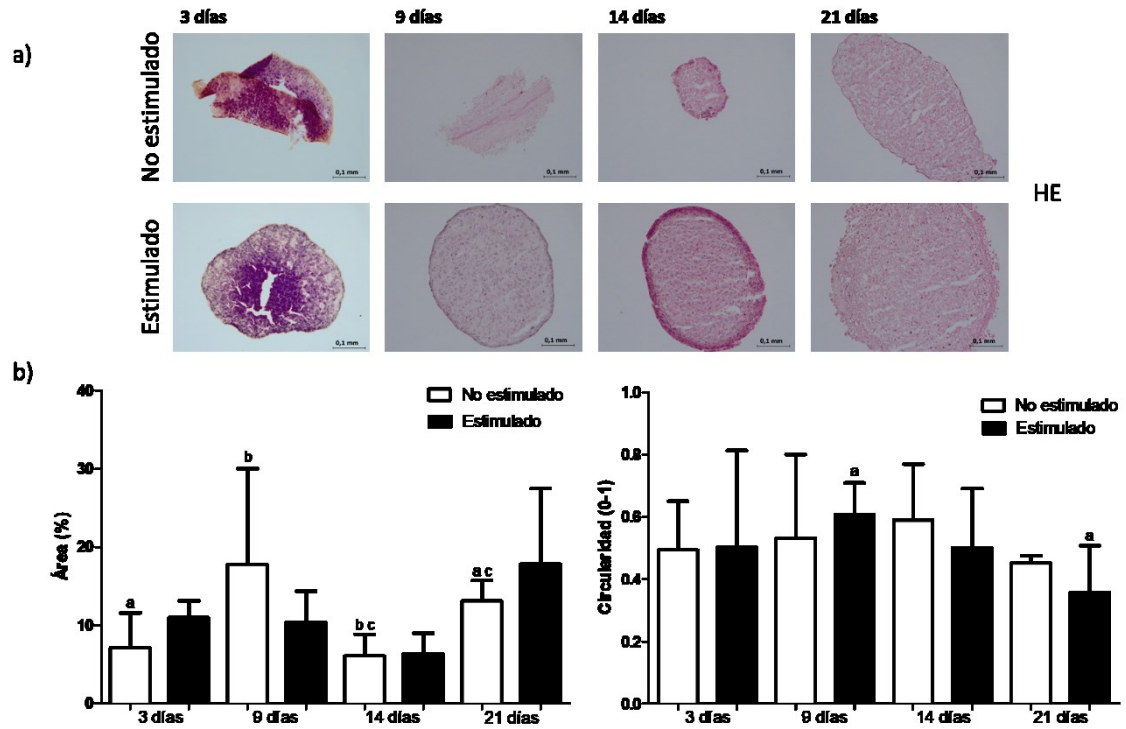 3 días 9 días 14 días 21 días
a)
No estimulado
0,1 mm 0,1 mm 0,1 mm 0,1 mm
HE
Estimulado
0,1 mm 0,1 mm 0,1 mm 0,1 mm
b)
Área (%)
40
30
20
10
0
No estimulado
Estimulado
a b b c a c
3 días 9 días 14 días 21 días
Circularidad (0-1)
1.0
0.8
0.6
0.4
0.2
0.0
No estimulado
Estimulado
a a
3 días 9 días 14 días 21 días